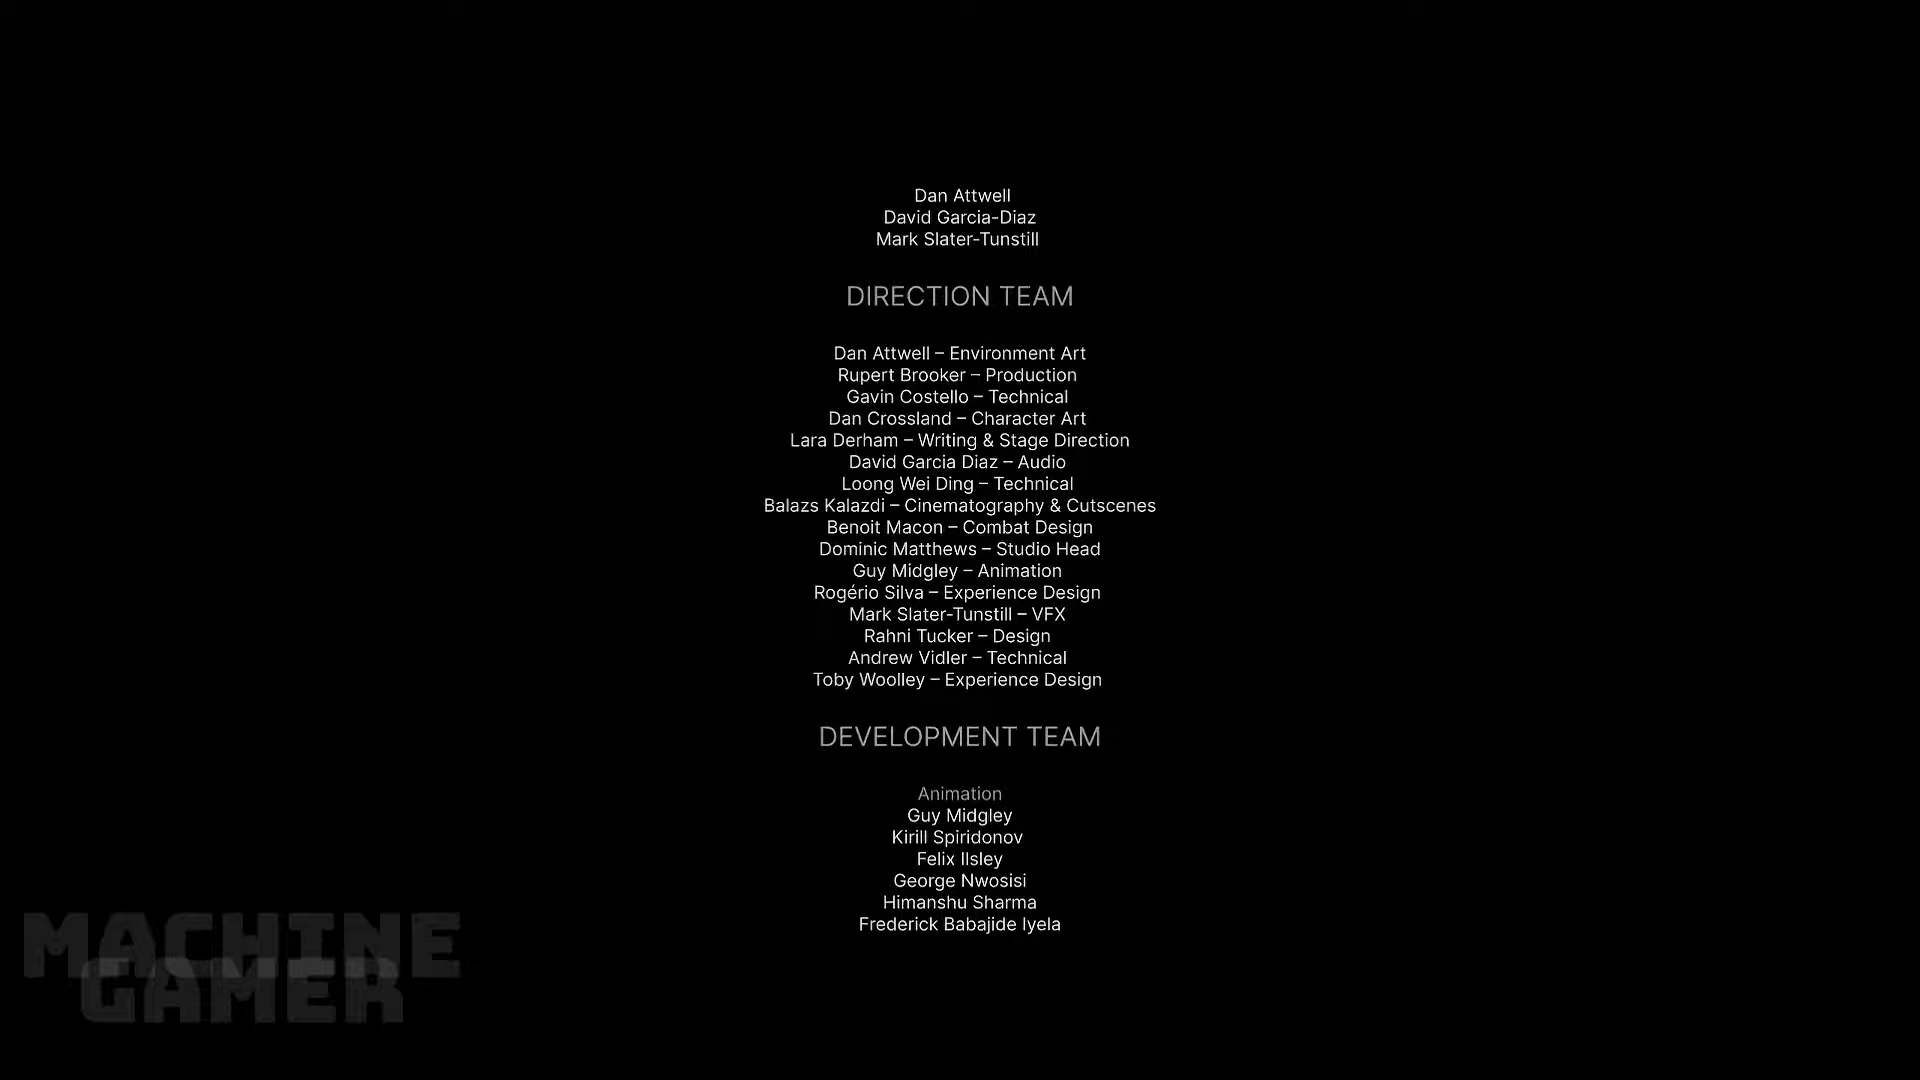 Dan Attwell
David Garcia-Diaz
Mark Slater-Tunstill
DIRECTION TEAM
Dan Attwell – Environment Art
Rupert Brooker – Production
Gavin Costello – Technical
Dan Crossland – Character Art
Lara Derham – Writing & Stage Direction
David Garcia Diaz – Audio
Loong Wei Ding – Technical
Balazs Kalazdi – Cinematography & Cutscenes
Benoit Macon – Combat Design
Dominic Matthews – Studio Head
Guy Midgley – Animation
Rogério Silva – Experience Design
Mark Slater-Tunstill – VFX
Rahni Tucker – Design
Andrew Vidler – Technical
Toby Woolley – Experience Design
DEVELOPMENT TEAM
Animation
Guy Midgley
Kirill Spiridonov
Felix Ilsley
George Nwosisi
Himanshu Sharma
Frederick Babajide Iyela
MACHINE
GAMER